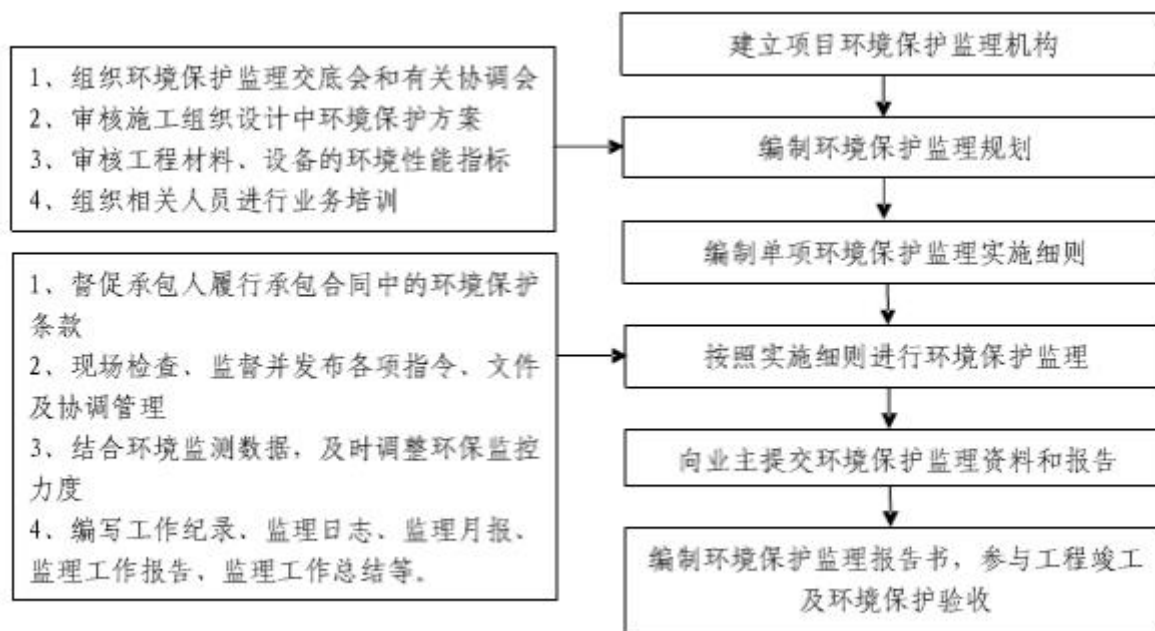 建立项目环境保护监理机构
1、组织环境保护监理交底会和有关协调会
2、审核施工组织设计中环境保护方案
3、审核工程材料、设备的环境性能指标
4、组织相关人员进行业务培训
编制环境保护监理规划
编制单项环境保护监理实施细则
1、督促承包人履行承包合同中的环境保护
条款
2、现场检查、监督并发布各项指令、文件
及协调管理
3、结合环境监测数据，及时调整环保监控
力度
4、编写工作纪录、监理日志、监理月报、
监理工作报告、监理工作总结等。
按照实施细则进行环境保护监理
向业主提交环境保护监理资料和报告
编制环境保护监理报告书，参与工程竣工
及环境保护验收